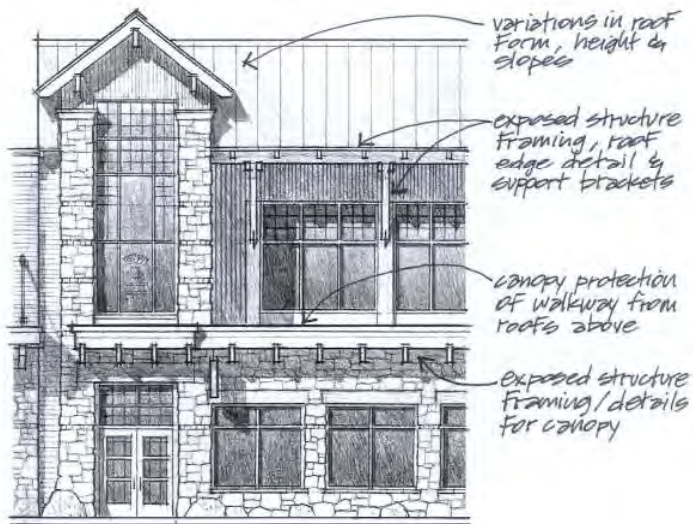 variations in roof
form, height &
slopes
exposed structure
framing, roof
edge detail &
support brackets
canopy protection
of walkway from
roofs above
exposed structure
framing/details
for canopy